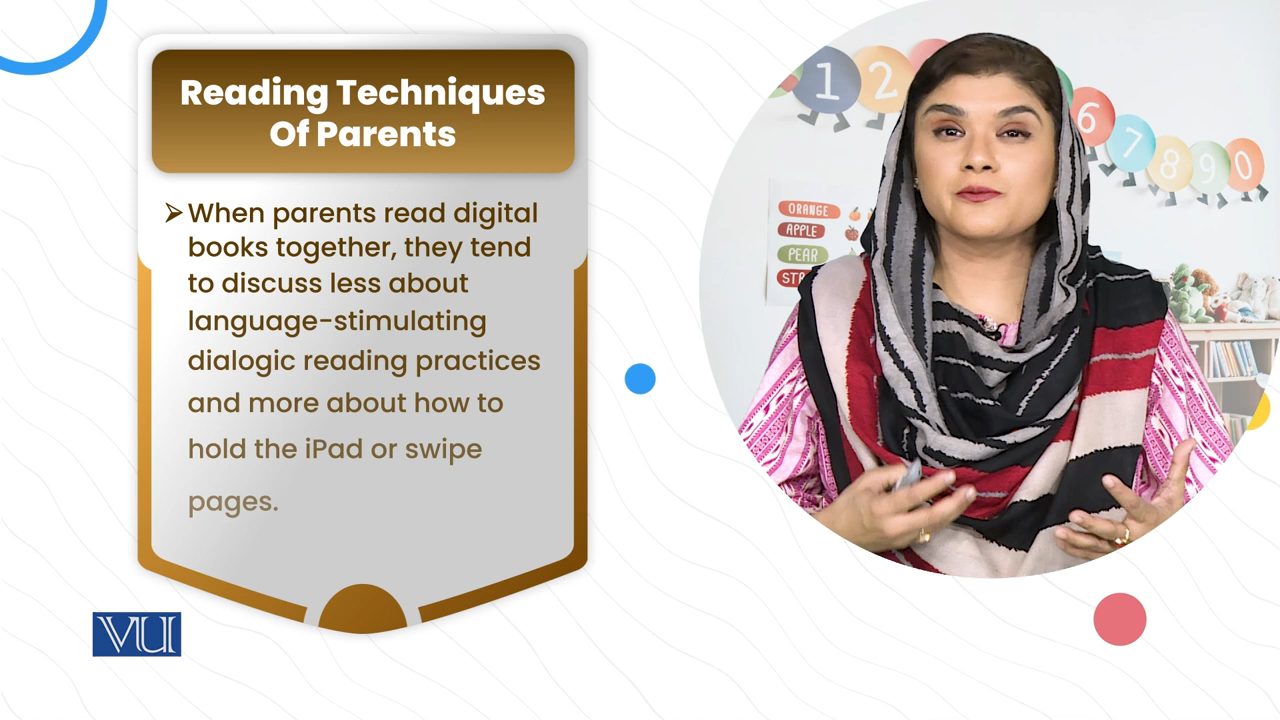 Reading Techniques
Of Parents
➢When parents read digital
books together, they tend
to discuss less about
language-stimulating
dialogic reading practices
and more about how to
hold the iPad or swipe
pages.
VU
1 2
6 7 8 9 0
ORANGE
APPLE
PEAR
STR